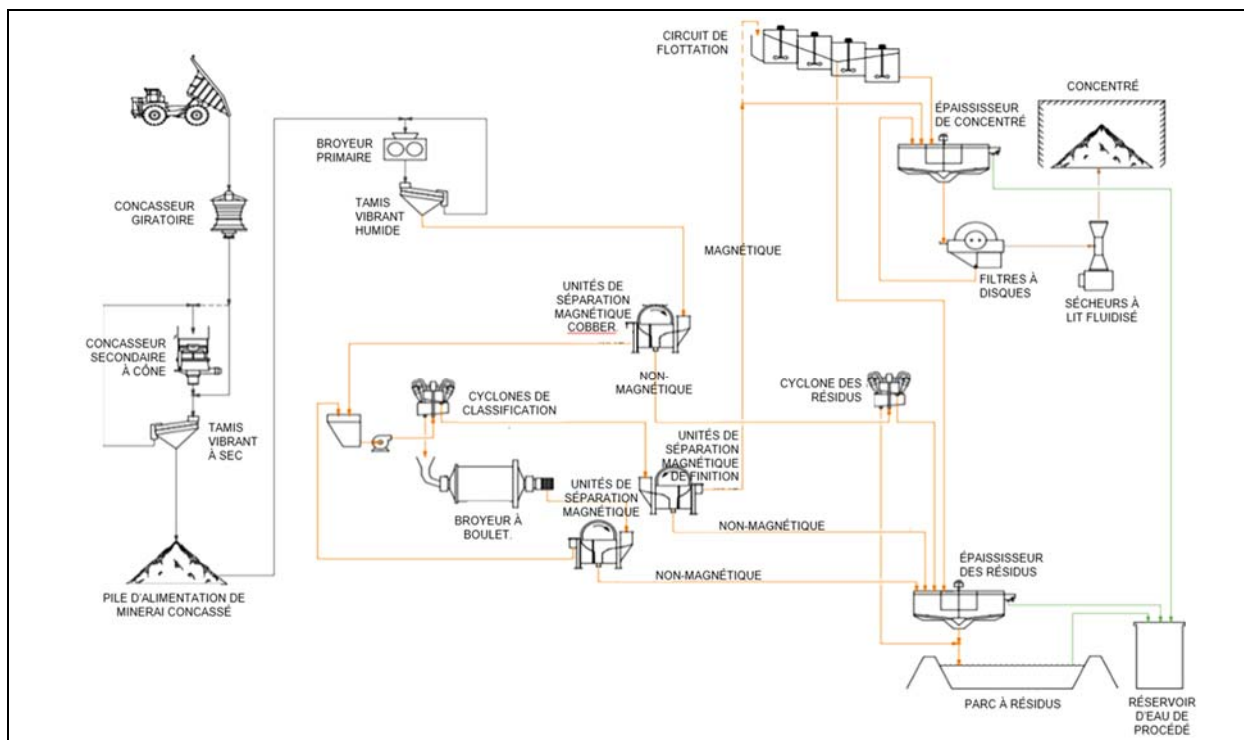 CIRCUIT DE
FLOTTATION
CONCENTRÉ
ÉPAISSISSEUR
DE CONCENTRÉ
BROYEUR
PRIMAIRE
CONCASSEUR
GIRATOIRE
TAMIS
VIBRANT
HUMIDE
MAGNÉTIQUE
FILTRES À
DISQUES
SÉCHEURS À
LIT FLUIDISÉ
UNITÉS DE
SÉPARATION
MAGNÉTIQUE
COBBER
CONCASSEUR
SECONDAIRE
À CÔNE
NON-
MAGNÉTIQUE
CYCLONES DE
CLASSIFICATION
CYCLONE DES
RÉSIDUS
TAMIS
VIBRANT
À SEC
UNITÉS DE
SÉPARATION
MAGNÉTIQUE
DE FINITION
UNITÉS DE
SÉPARATION
MAGNÉTIQUE
BROYEUR À
BOULET.
NON-MAGNÉTIQUE
NON-MAGNÉTIQUE
ÉPAISSISSEUR
DES RÉSIDUS
PILE D'ALIMENTATION DE
MINERAI CONCASSÉ
PARC À RÉSIDUS
RÉSERVOIR
D'EAU DE
PROCÉDÉ